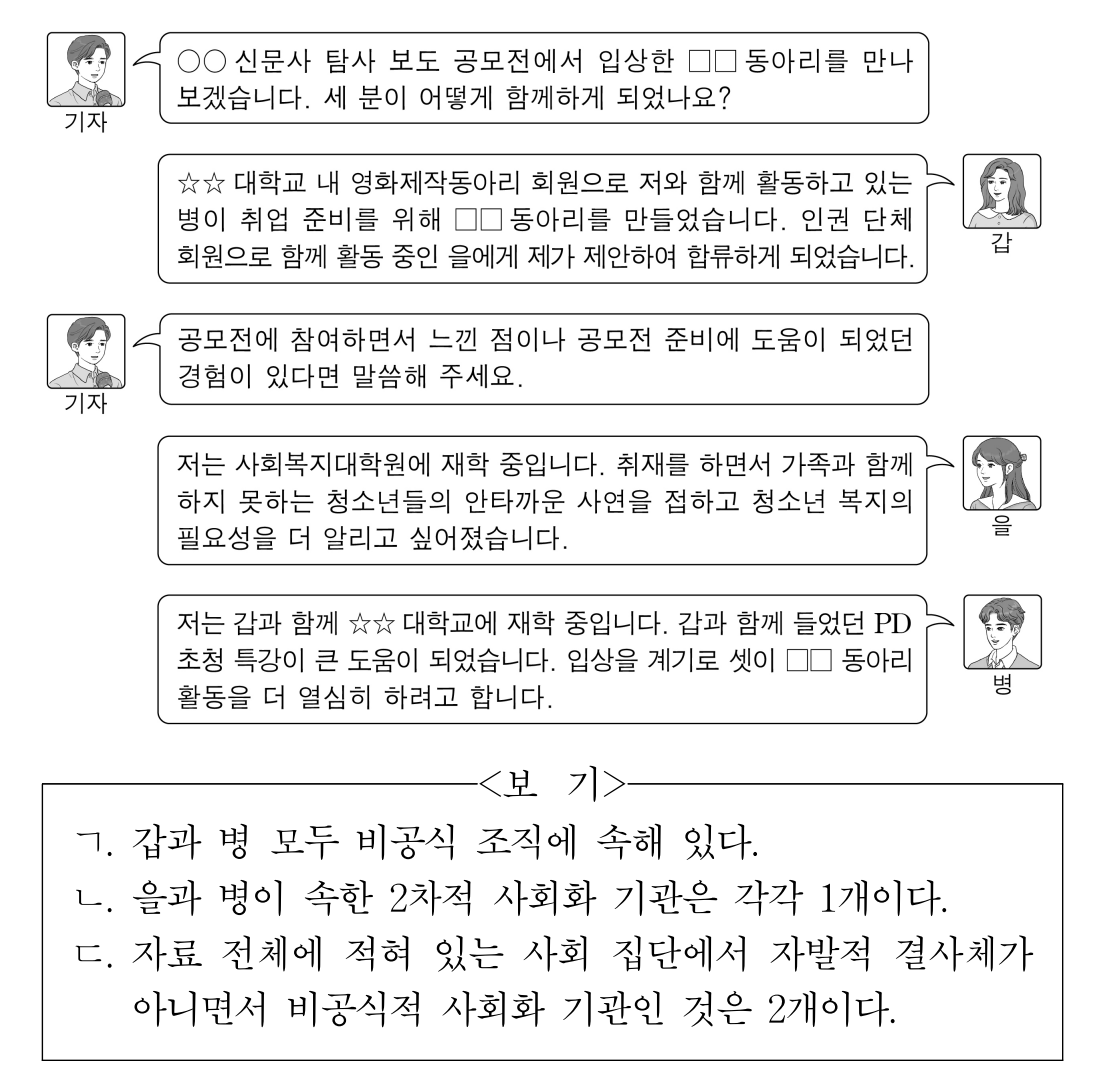 ○○ 신문사 탐사 보도 공모전에서 입상한 □□ 동아리를 만나
보겠습니다. 세 분이 어떻게 함께하게 되었나요?
기자
☆☆ 대학교 내 영화제작동아리 회원으로 저와 함께 활동하고 있는
병이 취업 준비를 위해 □□ 동아리를 만들었습니다. 인권 단체
회원으로 함께 활동 중인 을에게 제가 제안하여 합류하게 되었습니다.
갑
공모전에 참여하면서 느낀 점이나 공모전 준비에 도움이 되었던
경험이 있다면 말씀해 주세요.
기자
저는 사회복지대학원에 재학 중입니다. 취재를 하면서 가족과 함께
하지 못하는 청소년들의 안타까운 사연을 접하고 청소년 복지의
필요성을 더 알리고 싶어졌습니다.
을
저는 갑과 함께 ☆☆ 대학교에 재학 중입니다. 갑과 함께 들었던 PD
초청 특강이 큰 도움이 되었습니다. 입상을 계기로 셋이 □□ 동아리
활동을 더 열심히 하려고 합니다.
병
<보 기>
ㄱ. 갑과 병 모두 비공식 조직에 속해 있다.
ㄴ. 을과 병이 속한 2차적 사회화 기관은 각각 1개이다.
ㄷ. 자료 전체에 적혀 있는 사회 집단에서 자발적 결사체가
아니면서 비공식적 사회화 기관인 것은 2개이다.